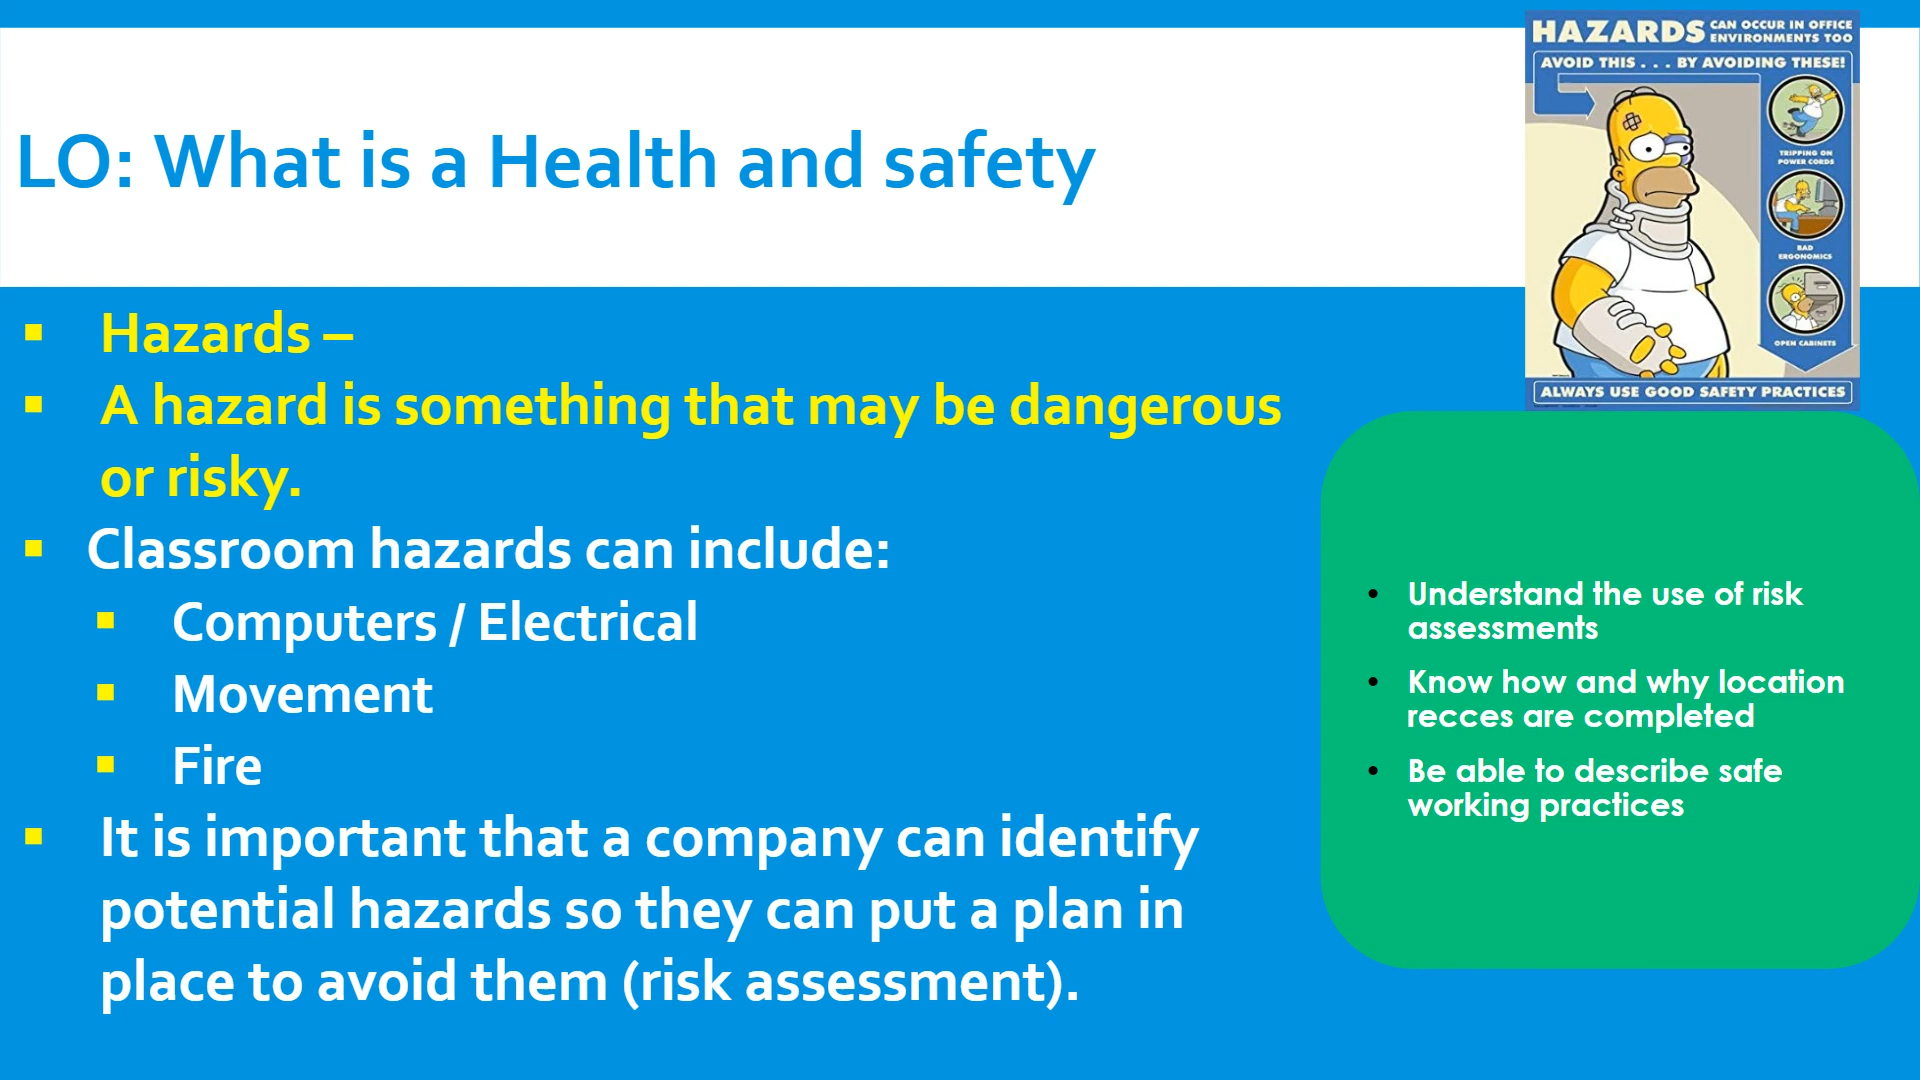 LO: What is a Health and safety
HAZARDS CAN OCCUR IN OFFICE
ENVIRONMENTS TOO
AVOID THIS . . . BY AVOIDING THESE!
TRIPPING ON
POWER CORDS
BAD
ERGONOMICS
OPEN CABINETS
ALWAYS USE GOOD SAFETY PRACTICES
Hazards –
A hazard is something that may be dangerous
or risky.
Classroom hazards can include:
Computers / Electrical
Movement
Fire
It is important that a company can identify
potential hazards so they can put a plan in
place to avoid them (risk assessment).
• Understand the use of risk
assessments
• Know how and why location
recces are completed
• Be able to describe safe
working practices